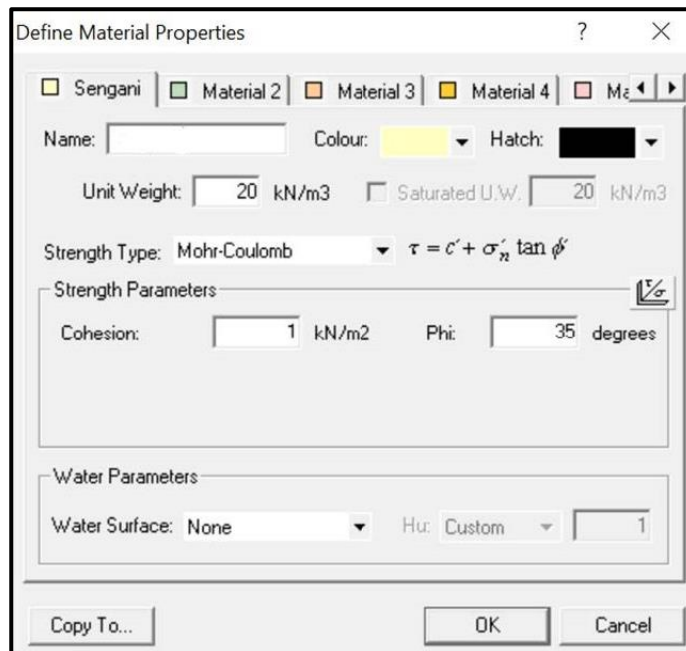 Define Material Properties ? X
Sengani Material 2 Material 3 Material 4 Ma
Name: Colour: Hatch:
Unit Weight: 20 kN/m3 Saturated U.W. 20 kN/m3
Strength Type: Mohr-Coulomb τ = c′ + σ′n tan ϕ′
Strength Parameters τ/σ
Cohesion: 1 kN/m2 Phi: 35 degrees
Water Parameters
Water Surface: None Hu: Custom 1
Copy To... OK Cancel